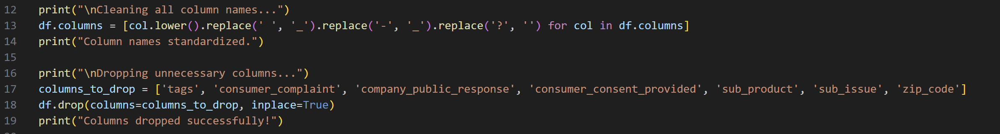 12 print("\nCleaning all column names...")
13 df.columns = [col.lower().replace(' ', '_').replace('-', '_').replace('?', '') for col in df.columns]
14 print("Column names standardized.")
15
16 print("\nDropping unnecessary columns...")
17 columns_to_drop = ['tags', 'consumer_complaint', 'company_public_response', 'consumer_consent_provided', 'sub_product', 'sub_issue', 'zip_code']
18 df.drop(columns=columns_to_drop, inplace=True)
19 print("Columns dropped successfully!")